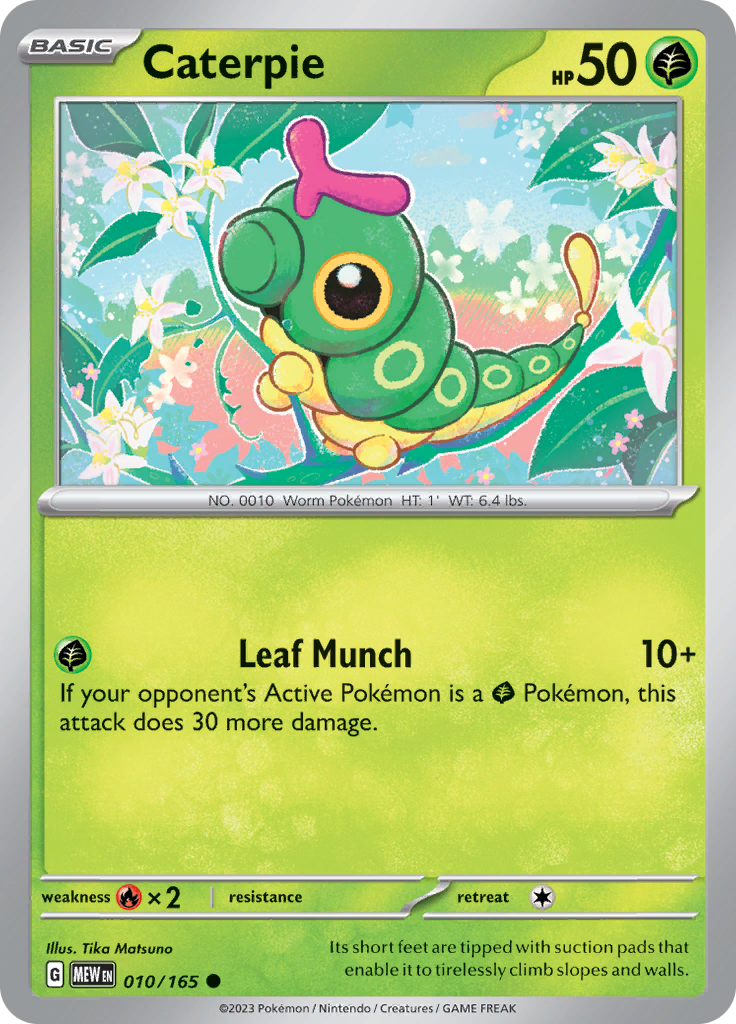 BASIC
Caterpie
HP 50
NO. 0010 Worm Pokémon HT: 1' WT: 6.4 lbs.
Leaf Munch 10+
If your opponent's Active Pokémon is a Pokémon, this
attack does 30 more damage.
weakness ×2 resistance retreat
Illus. Tika Matsuno
Its short feet are tipped with suction pads that
enable it to tirelessly climb slopes and walls.
G MEW EN 010/165
©2023 Pokémon / Nintendo / Creatures / GAME FREAK